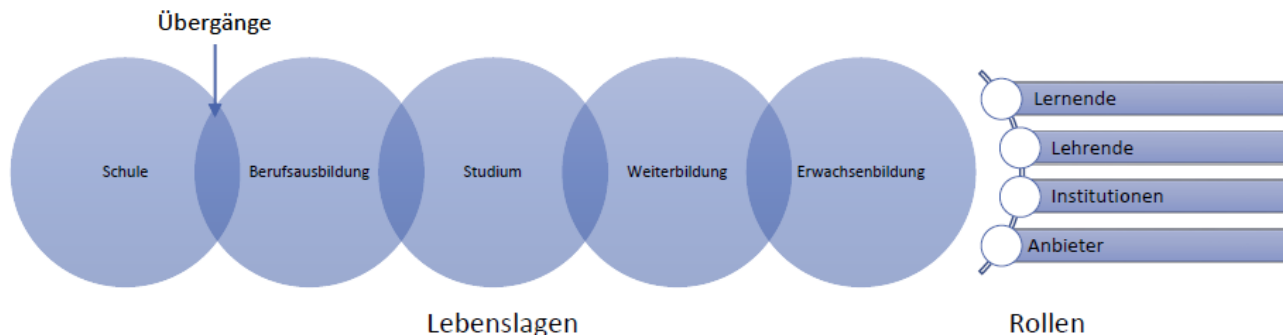 Übergänge
Schule
Berufsausbildung
Studium
Weiterbildung
Erwachsenbildung
Lernende
Lehrende
Institutionen
Anbieter
Lebenslagen
Rollen